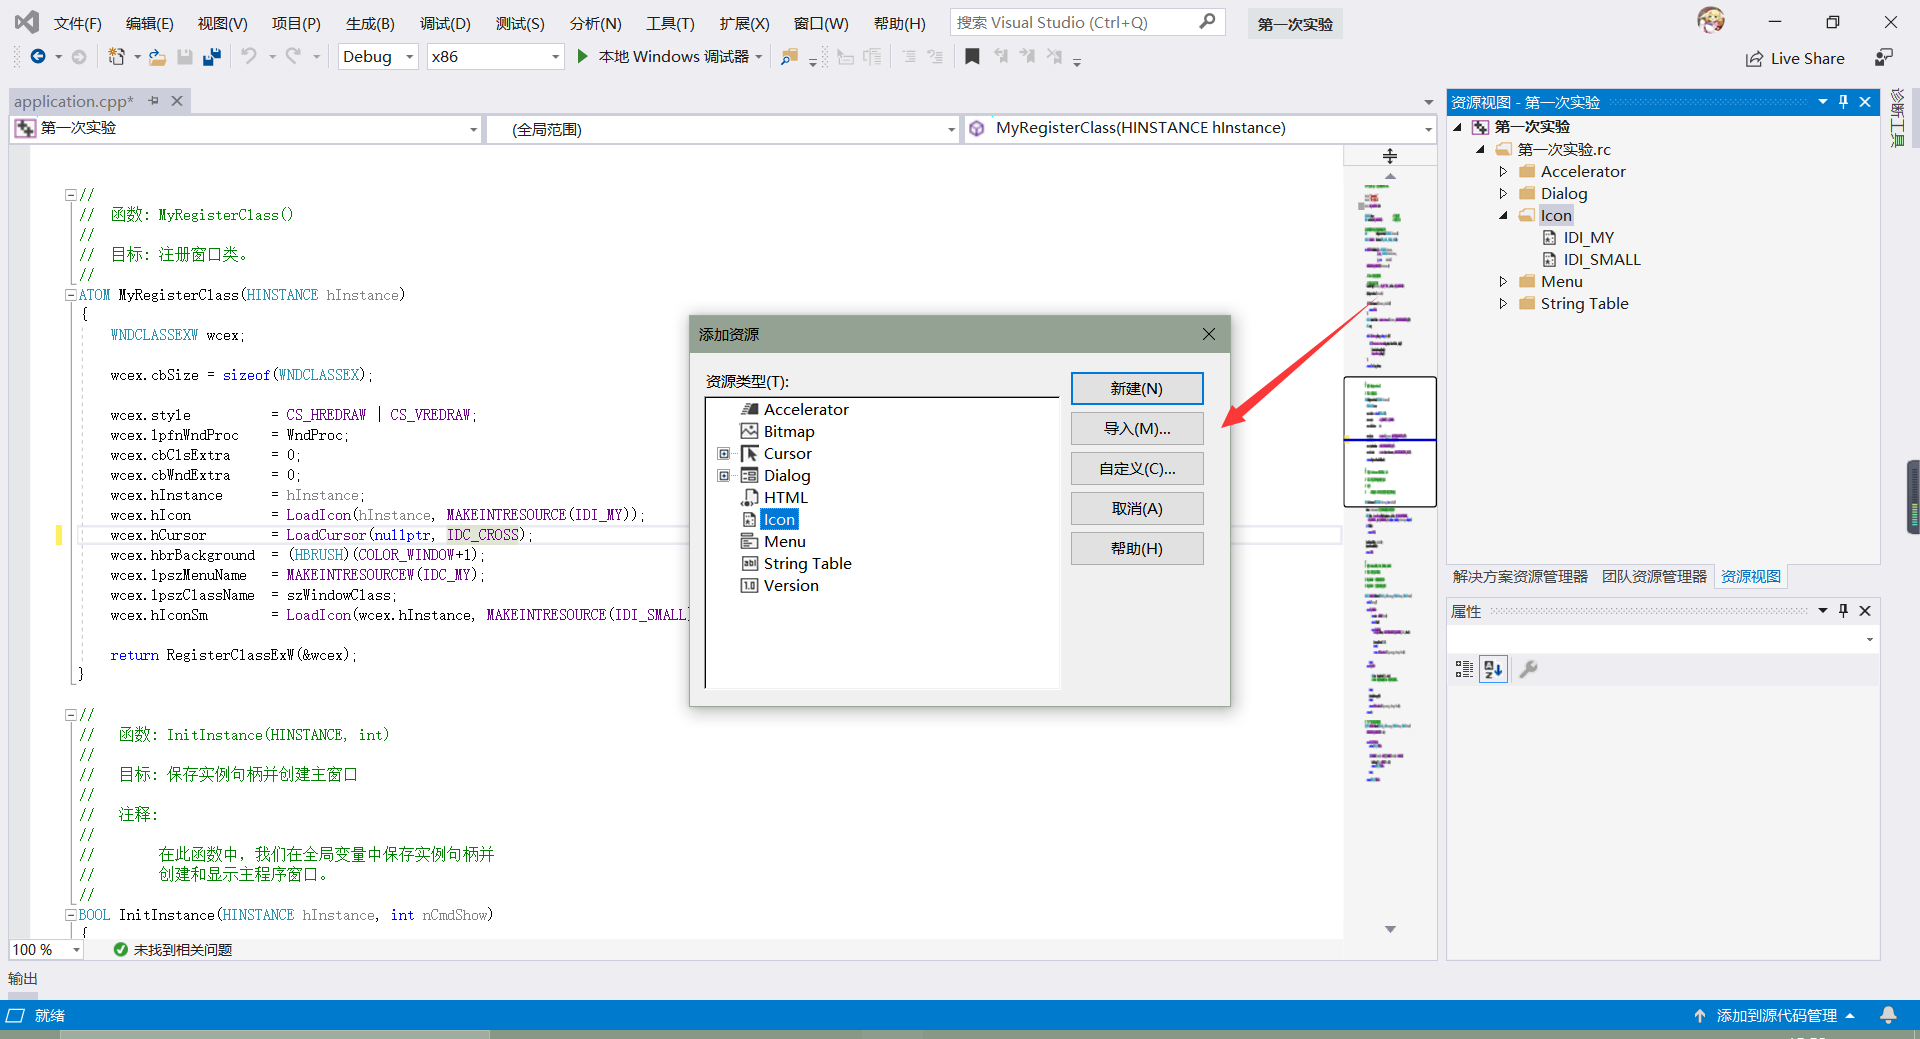 文件(F) 编辑(E) 视图(V) 项目(P) 生成(B) 调试(D) 测试(S) 分析(N) 工具(T) 扩展(X) 窗口(W) 帮助(H) 搜索 Visual Studio (Ctrl+Q) 第一次实验
Debug x86 本地 Windows 调试器 Live Share
application.cpp*
第一次实验 (全局范围) MyRegisterClass(HINSTANCE hInstance)
//
// 函数: MyRegisterClass()
//
// 目标: 注册窗口类。
//
ATOM MyRegisterClass(HINSTANCE hInstance)
{
WNDCLASSEXW wcex;
wcex.cbSize = sizeof(WNDCLASSEX);
wcex.style = CS_HREDRAW | CS_VREDRAW;
wcex.lpfnWndProc = WndProc;
wcex.cbClsExtra = 0;
wcex.cbWndExtra = 0;
wcex.hInstance = hInstance;
wcex.hIcon = LoadIcon(hInstance, MAKEINTRESOURCE(IDI_MY));
wcex.hCursor = LoadCursor(nullptr, IDC_CROSS);
wcex.hbrBackground = (HBRUSH)(COLOR_WINDOW+1);
wcex.lpszMenuName = MAKEINTRESOURCEW(IDC_MY);
wcex.lpszClassName = szWindowClass;
wcex.hIconSm = LoadIcon(wcex.hInstance, MAKEINTRESOURCE(IDI_SMALL)
return RegisterClassExW(&wcex);
}
//
// 函数: InitInstance(HINSTANCE, int)
//
// 目标: 保存实例句柄并创建主窗口
//
// 注释:
//
// 在此函数中，我们在全局变量中保存实例句柄并
// 创建和显示主程序窗口。
//
BOOL InitInstance(HINSTANCE hInstance, int nCmdShow)
{
100 % 未找到相关问题
输出
就绪
添加到源代码管理
添加资源
资源类型(T):
Accelerator
Bitmap
Cursor
Dialog
HTML
Icon
Menu
String Table
Version
新建(N)
导入(M)...
自定义(C)...
取消(A)
帮助(H)
资源视图 - 第一次实验
第一次实验
第一次实验.rc
Accelerator
Dialog
Icon
IDI_MY
IDI_SMALL
Menu
String Table
解决方案资源管理器 团队资源管理器 资源视图
属性
诊断工具